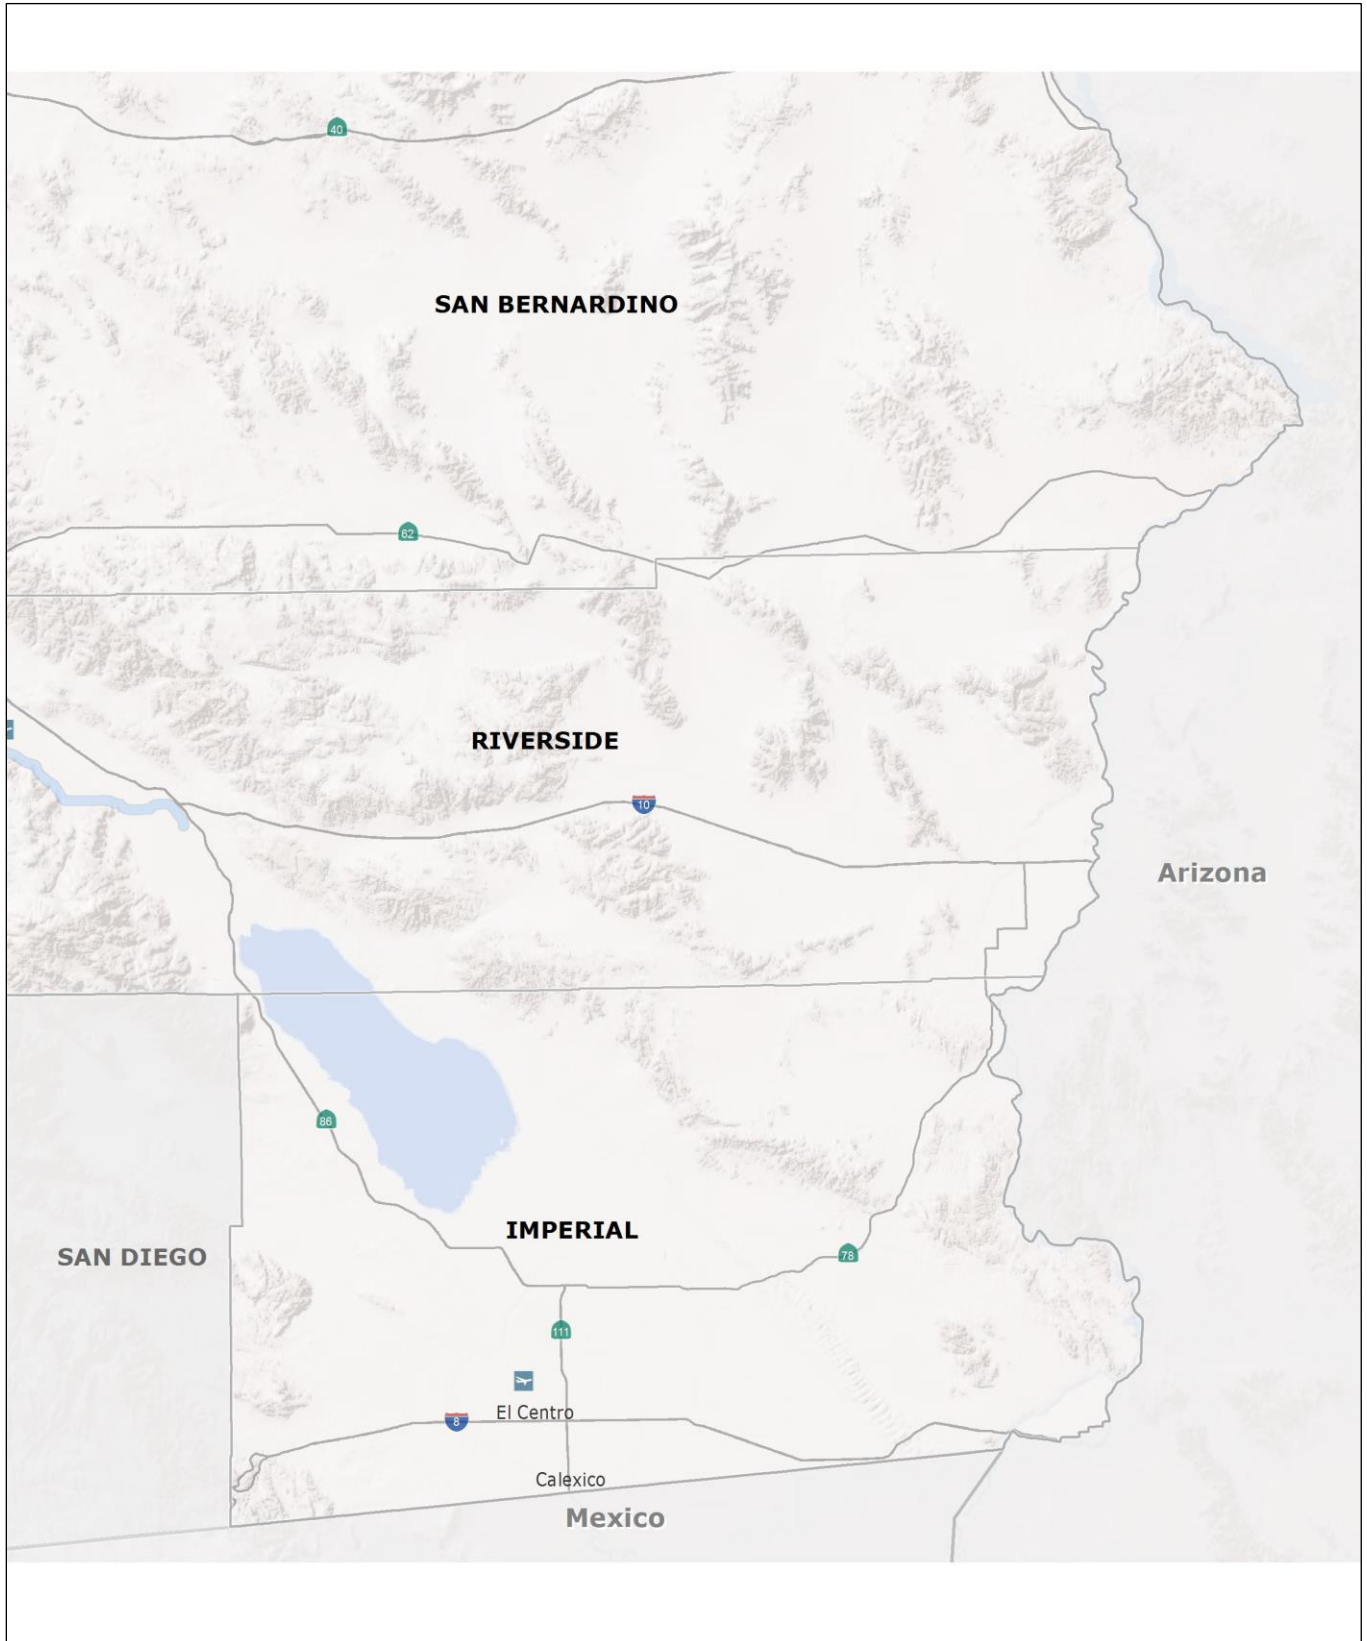 40
SAN BERNARDINO
62
RIVERSIDE
10
Arizona
86
IMPERIAL
78
SAN DIEGO
111
El Centro
8
Calexico
Mexico